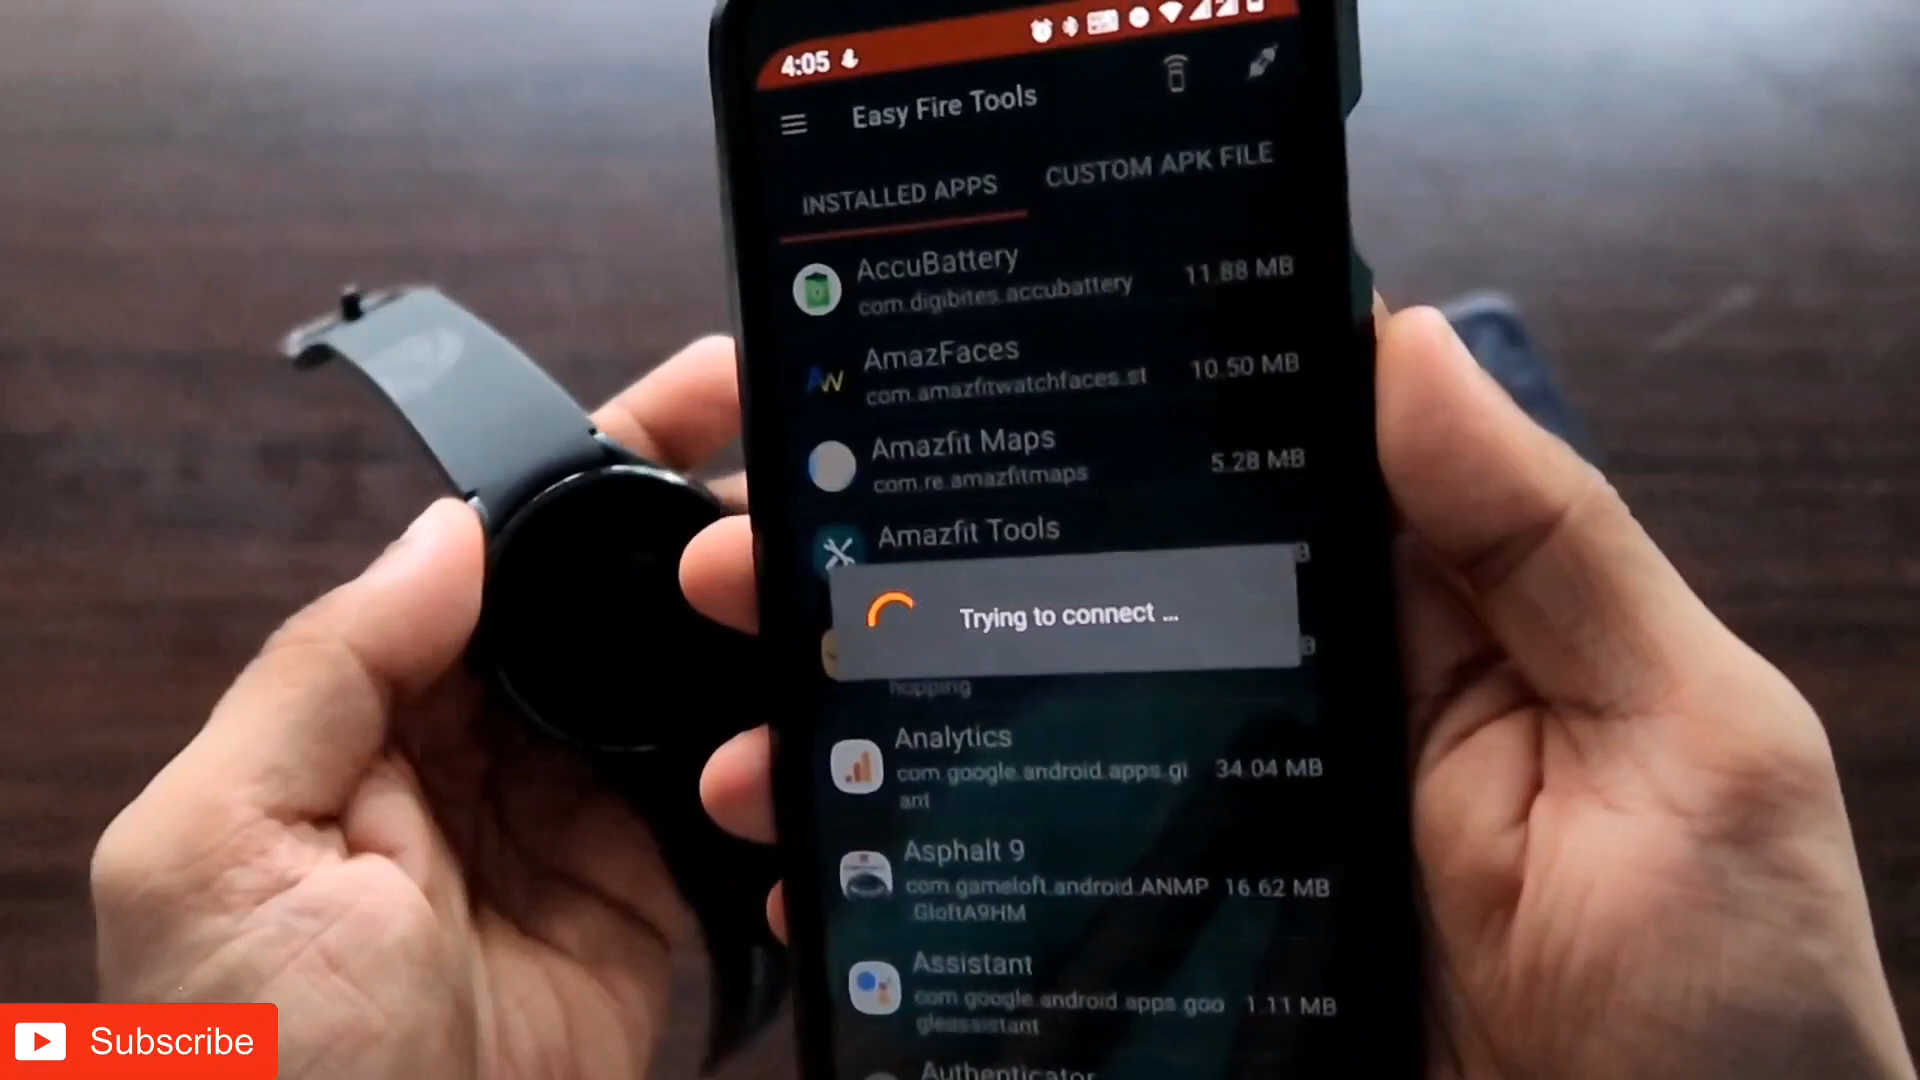 4:05
Easy Fire Tools
INSTALLED APPS
CUSTOM APK FILE
AccuBattery
com.digibites.accubattery
11.88 MB
AmazFaces
com.amazfitwatchfaces.st
10.50 MB
Amazfit Maps
com.re.amazfitmaps
5.28 MB
Amazfit Tools
B
Trying to connect ...
B
hopping
Analytics
com.google.android.apps.gi
ant
34.04 MB
Asphalt 9
com.gameloft.android.ANMP
.GloftA9HM
16.62 MB
Assistant
com.google.android.apps.goo
gleassistant
1.11 MB
Authenticator
Subscribe